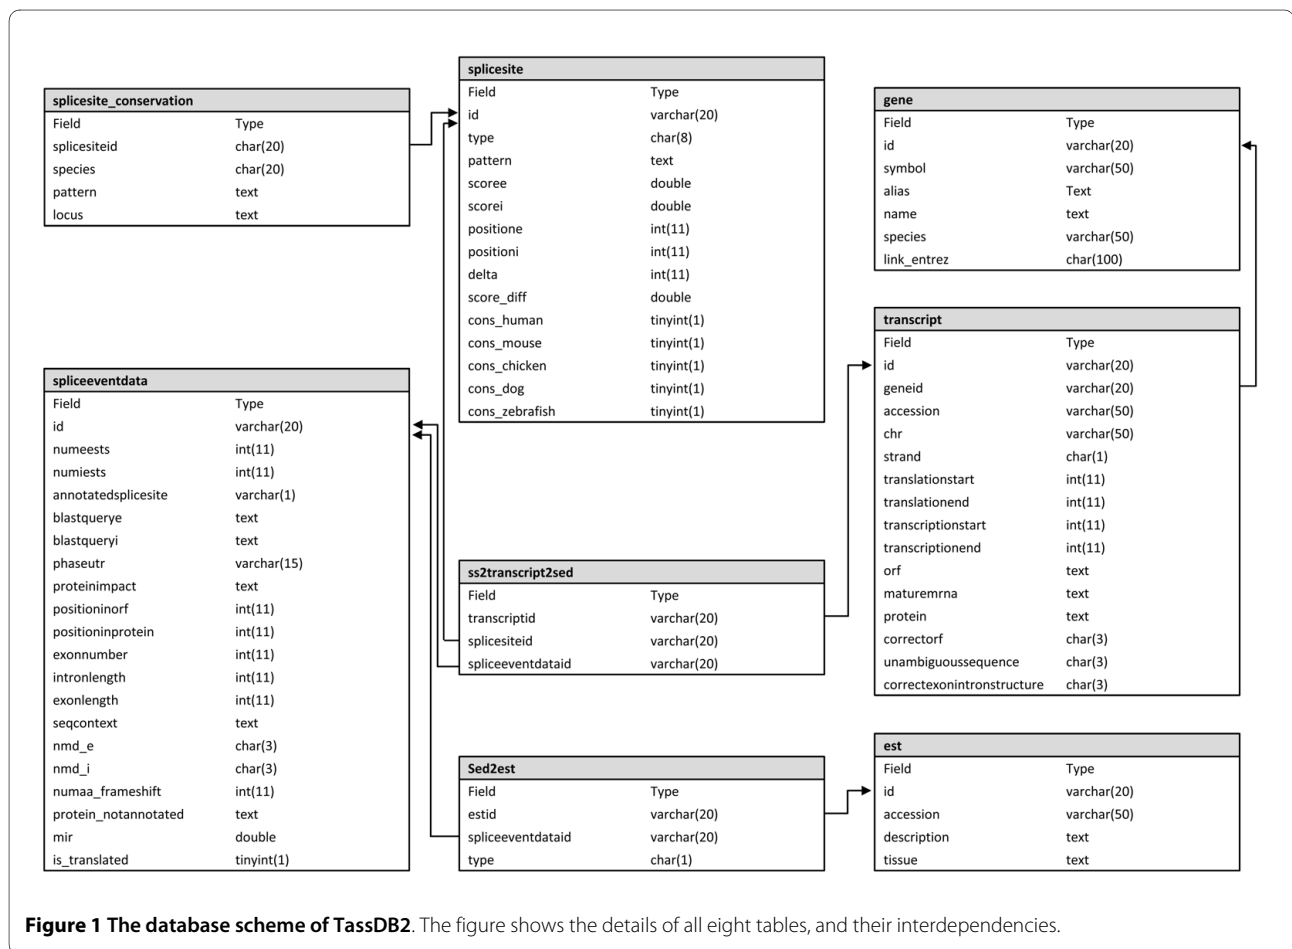 splicesite_conservation
Field Type
splicesiteid char(20)
species char(20)
pattern text
locus text
splicesite
Field Type
id varchar(20)
type char(8)
pattern text
scoree double
scorei double
positione int(11)
positioni int(11)
delta int(11)
score_diff double
cons_human tinyint(1)
cons_mouse tinyint(1)
cons_chicken tinyint(1)
cons_dog tinyint(1)
cons_zebrafish tinyint(1)
gene
Field Type
id varchar(20)
symbol varchar(50)
alias Text
name text
species varchar(50)
link_entrez char(100)
spliceeventdata
Field Type
id varchar(20)
numeests int(11)
numiests int(11)
annotatedsplicesite varchar(1)
blastquerye text
blastqueryi text
phaseutr varchar(15)
proteinimpact text
positioninorf int(11)
positioninprotein int(11)
exonnumber int(11)
intronlength int(11)
exonlength int(11)
seqcontext text
nmd_e char(3)
nmd_i char(3)
numaa_frameshift int(11)
protein_notannotated text
mir double
is_translated tinyint(1)
ss2transcript2sed
Field Type
transcriptid varchar(20)
splicesiteid varchar(20)
spliceeventdataid varchar(20)
Sed2est
Field Type
estid varchar(20)
spliceeventdataid varchar(20)
type char(1)
transcript
Field Type
id varchar(20)
geneid varchar(20)
accession varchar(50)
chr varchar(50)
strand char(1)
translationstart int(11)
translationend int(11)
transcriptionstart int(11)
transcriptionend int(11)
orf text
maturemrna text
protein text
correctorf char(3)
unambiguoussequence char(3)
correctexonintronstructure char(3)
est
Field Type
id varchar(20)
accession varchar(50)
description text
tissue text
Figure 1 The database scheme of TassDB2. The figure shows the details of all eight tables, and their interdependencies.